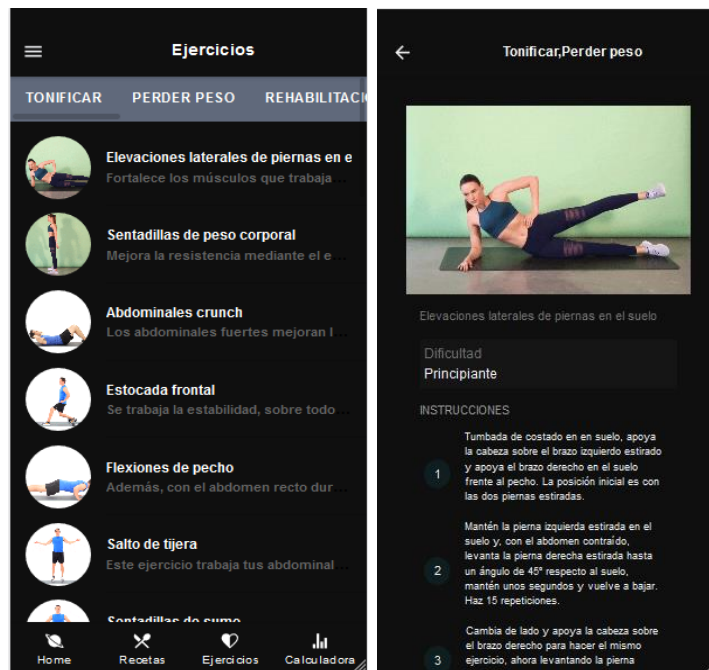 Ejercicios
TONIFICAR PERDER PESO REHABILITACI
Elevaciones laterales de piernas en e
Fortalece los músculos que trabaja...
Sentadillas de peso corporal
Mejora la resistencia mediante el e...
Abdominales crunch
Los abdominales fuertes mejoran l...
Estocada frontal
Se trabaja la estabilidad, sobre todo...
Flexiones de pecho
Además, con el abdomen recto dur...
Salto de tijera
Este ejercicio trabaja tus abdominal...
Sentadillas de sumo
Home Recetas Ejercicios Calculadora
Tonificar,Perder peso
Elevaciones laterales de piernas en el suelo
Dificultad
Principiante
INSTRUCCIONES
1
Tumbada de costado en en suelo, apoya
la cabeza sobre el brazo izquierdo estirado
y apoya el brazo derecho en el suelo
frente al pecho. La posición inicial es con
las dos piernas estiradas.
2
Mantén la pierna izquierda estirada en el
suelo y, con el abdomen contraído,
levanta la pierna derecha estirada hasta
un ángulo de 45º respecto al suelo,
mantén unos segundos y vuelve a bajar.
Haz 15 repeticiones.
3
Cambia de lado y apoya la cabeza sobre
el brazo derecho para hacer el mismo
ejercicio, ahora levantando la pierna